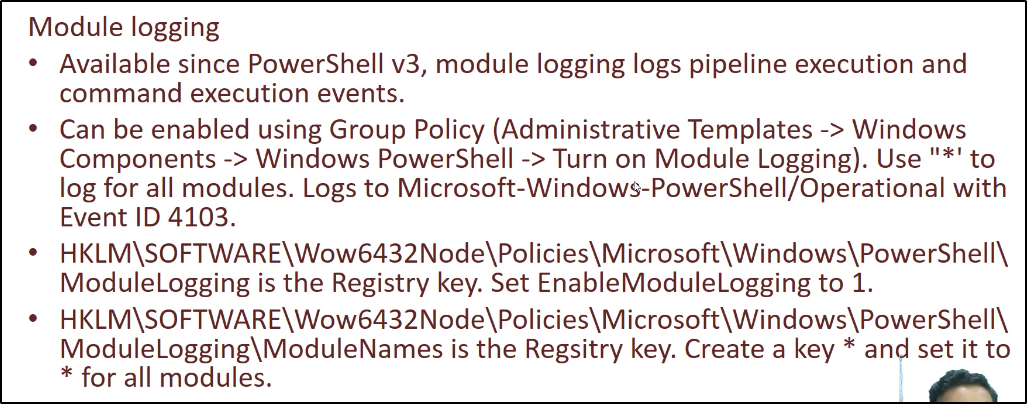 Module logging
• Available since PowerShell v3, module logging logs pipeline execution and
command execution events.
• Can be enabled using Group Policy (Administrative Templates -> Windows
Components -> Windows PowerShell -> Turn on Module Logging). Use "*' to
log for all modules. Logs to Microsoft-Windows-PowerShell/Operational with
Event ID 4103.
• HKLM\SOFTWARE\Wow6432Node\Policies\Microsoft\Windows\PowerShell\
ModuleLogging is the Registry key. Set EnableModuleLogging to 1.
• HKLM\SOFTWARE\Wow6432Node\Policies\Microsoft\Windows\PowerShell\
ModuleLogging\ModuleNames is the Regsitry key. Create a key * and set it to
* for all modules.